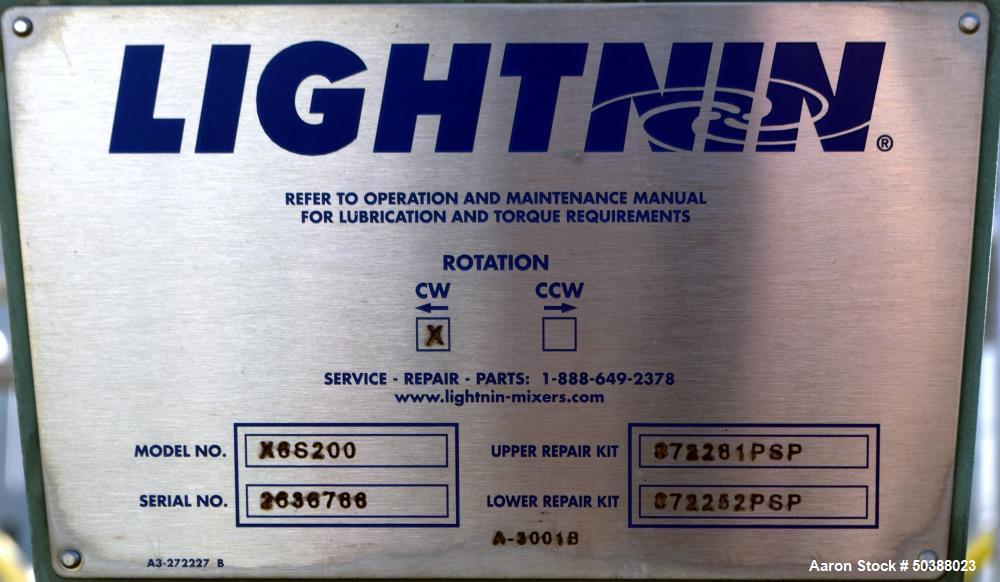 LIGHTNIN®
REFER TO OPERATION AND MAINTENANCE MANUAL
FOR LUBRICATION AND TORQUE REQUIREMENTS
ROTATION
CW CCW
X
SERVICE - REPAIR - PARTS: 1-888-649-2378
www.lightnin-mixers.com
MODEL NO. X6S200 UPPER REPAIR KIT
SERIAL NO. 2636766 LOWER REPAIR KIT 872252PSP
A-3001B
A3-272227 B
Aaron Stock # 50388023